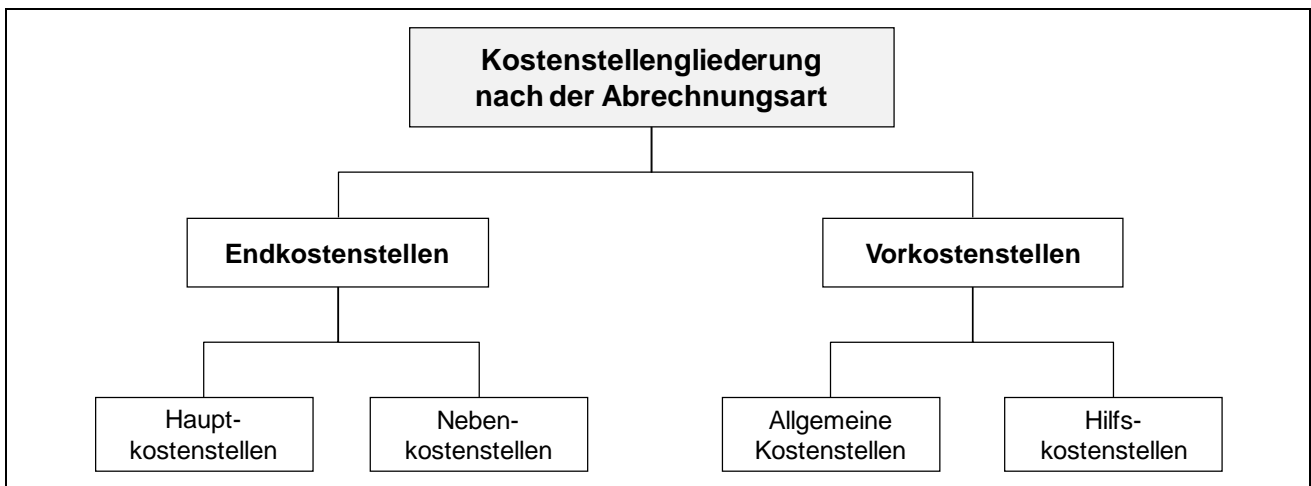 Kostenstellengliederung
nach der Abrechnungsart
Endkostenstellen
Vorkostenstellen
Haupt-
kostenstellen
Neben-
kostenstellen
Allgemeine
Kostenstellen
Hilfs-
kostenstellen